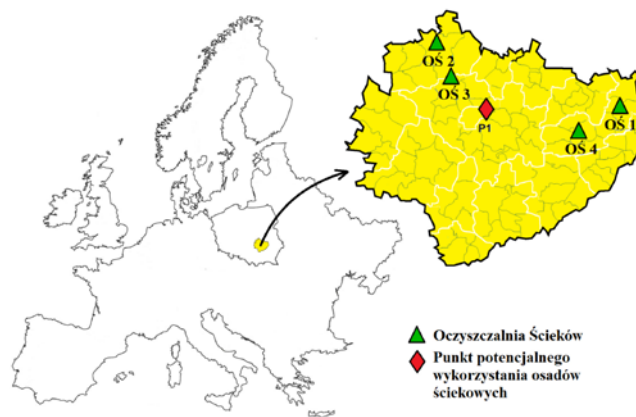 OŚ 2
OŚ 3
P1
OŚ 1
OŚ 4
Oczyszczalnia Ścieków
Punkt potencjalnego
wykorzystania osadów
ściekowych